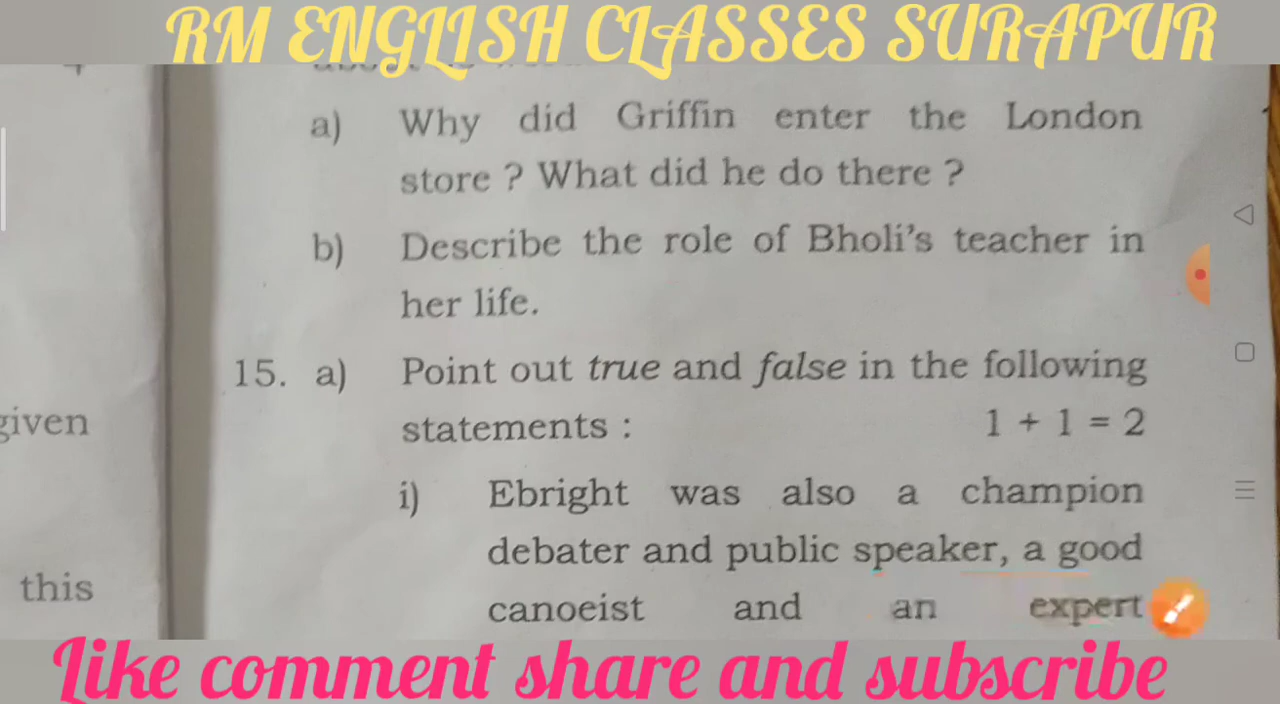 RM ENGLISH CLASSES SURAPUR
a) Why did Griffin enter the London
store ? What did he do there ?
b) Describe the role of Bholi's teacher in
her life.
15. a) Point out true and false in the following
given
statements : 1 + 1 = 2
i) Ebright was also a champion
debater and public speaker, a good
this
canoeist and an expert
Like comment share and subscribe